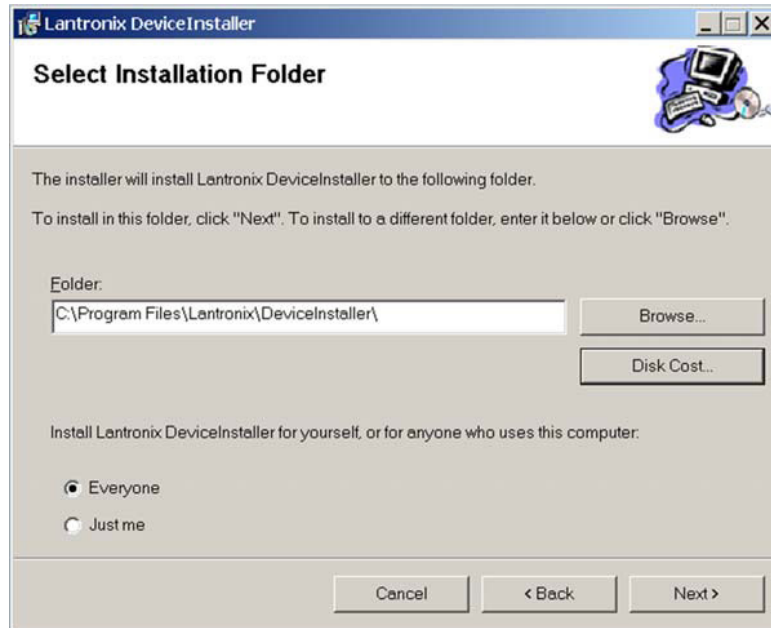 Lantronix DeviceInstaller
Select Installation Folder
The installer will install Lantronix DeviceInstaller to the following folder.
To install in this folder, click "Next". To install to a different folder, enter it below or click "Browse".
Folder:
C:\Program Files\Lantronix\DeviceInstaller\
Browse...
Disk Cost...
Install Lantronix DeviceInstaller for yourself, or for anyone who uses this computer:
Everyone
Just me
Cancel
< Back
Next >